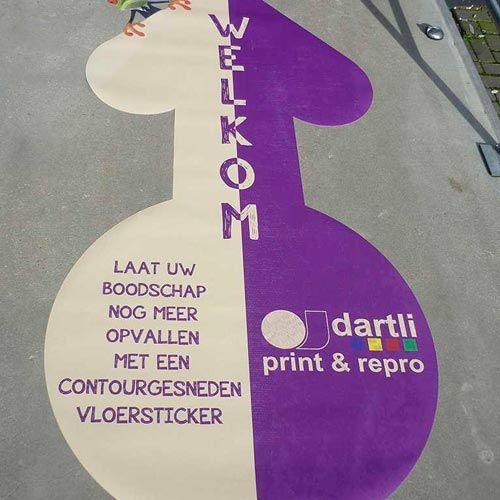 WELKOM
LAAT UW
BOODSCHAP
NOG MEER
OPVALLEN
MET EEN
CONTOURGESNEDEN
VLOERSTICKER
dartli
print & repro